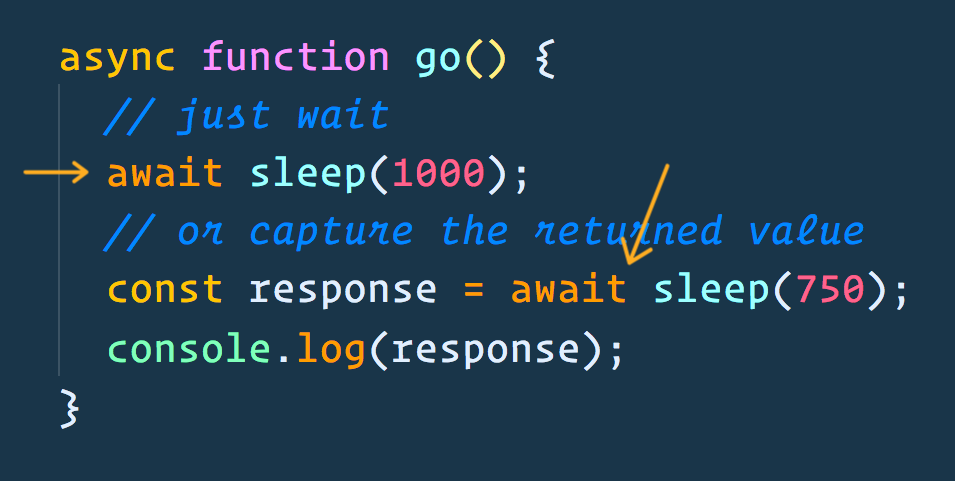 async function go() {
// just wait
await sleep(1000);
// or capture the returned value
const response = await sleep(750);
console.log(response);
}